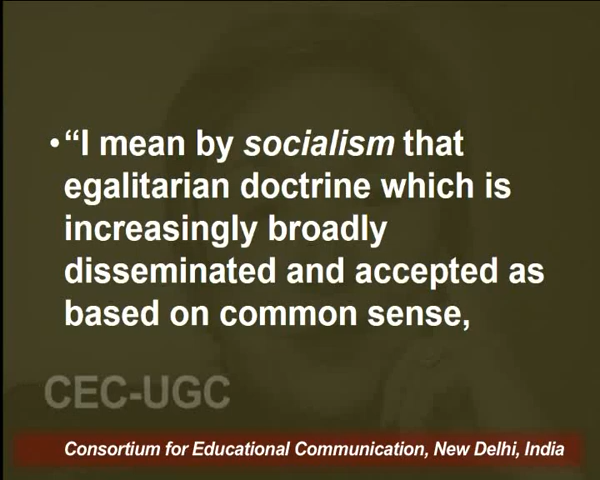 •“I mean by socialism that
egalitarian doctrine which is
increasingly broadly
disseminated and accepted as
based on common sense,
CEC-UGC
Consortium for Educational Communication, New Delhi, India